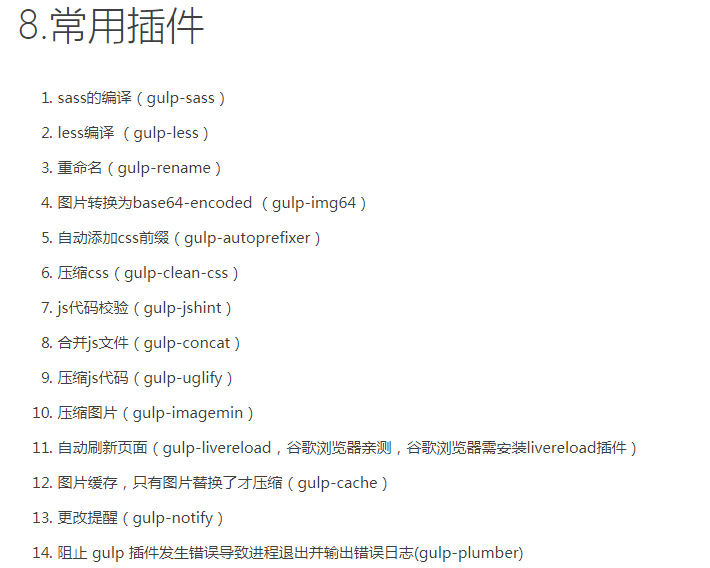 8.常用插件
1. sass的编译（gulp-sass）
2. less编译 （gulp-less）
3. 重命名（gulp-rename）
4. 图片转换为base64-encoded （gulp-img64）
5. 自动添加css前缀（gulp-autoprefixer）
6. 压缩css（gulp-clean-css）
7. js代码校验（gulp-jshint）
8. 合并js文件（gulp-concat）
9. 压缩js代码（gulp-uglify）
10. 压缩图片（gulp-imagemin）
11. 自动刷新页面（gulp-livereload，谷歌浏览器亲测，谷歌浏览器需安装livereload插件）
12. 图片缓存，只有图片替换了才压缩（gulp-cache）
13. 更改提醒（gulp-notify）
14. 阻止 gulp 插件发生错误导致进程退出并输出错误日志(gulp-plumber)